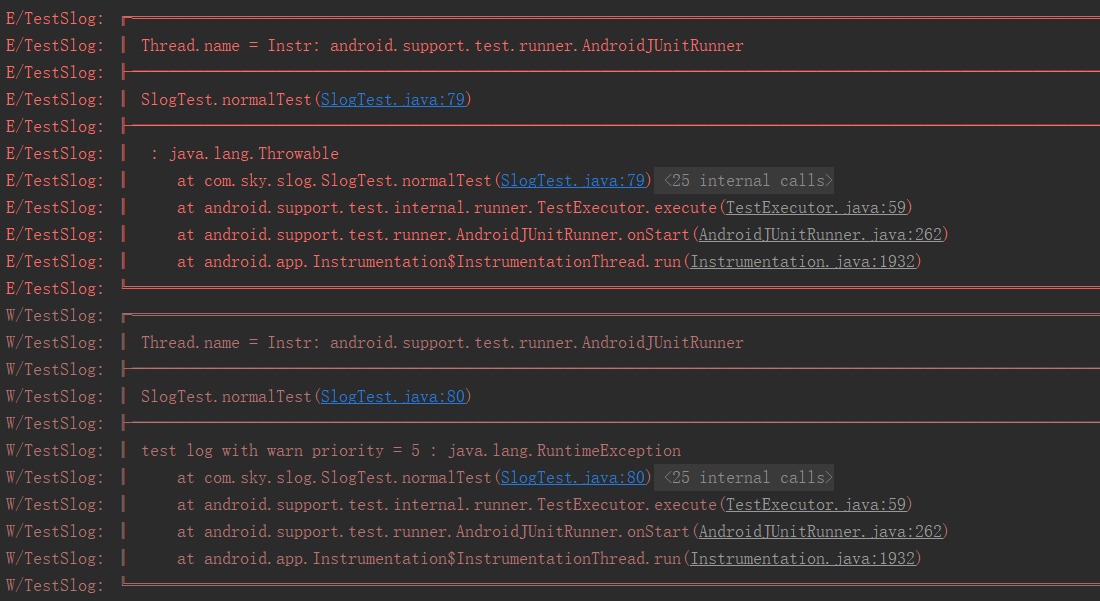 E/TestSlog: ╔════════════════════════════════════════
E/TestSlog: ║ Thread.name = Instr: android.support.test.runner.AndroidJUnitRunner
E/TestSlog: ╟────────────────────────────────────────
E/TestSlog: ║ SlogTest.normalTest(SlogTest.java:79)
E/TestSlog: ╟────────────────────────────────────────
E/TestSlog: ║  : java.lang.Throwable
E/TestSlog: ║     at com.sky.slog.SlogTest.normalTest(SlogTest.java:79) <25 internal calls>
E/TestSlog: ║     at android.support.test.internal.runner.TestExecutor.execute(TestExecutor.java:59)
E/TestSlog: ║     at android.support.test.runner.AndroidJUnitRunner.onStart(AndroidJUnitRunner.java:262)
E/TestSlog: ║     at android.app.Instrumentation$InstrumentationThread.run(Instrumentation.java:1932)
E/TestSlog: ╚════════════════════════════════════════
W/TestSlog: ╔════════════════════════════════════════
W/TestSlog: ║ Thread.name = Instr: android.support.test.runner.AndroidJUnitRunner
W/TestSlog: ╟────────────────────────────────────────
W/TestSlog: ║ SlogTest.normalTest(SlogTest.java:80)
W/TestSlog: ╟────────────────────────────────────────
W/TestSlog: ║ test log with warn priority = 5 : java.lang.RuntimeException
W/TestSlog: ║     at com.sky.slog.SlogTest.normalTest(SlogTest.java:80) <25 internal calls>
W/TestSlog: ║     at android.support.test.internal.runner.TestExecutor.execute(TestExecutor.java:59)
W/TestSlog: ║     at android.support.test.runner.AndroidJUnitRunner.onStart(AndroidJUnitRunner.java:262)
W/TestSlog: ║     at android.app.Instrumentation$InstrumentationThread.run(Instrumentation.java:1932)
W/TestSlog: ╚════════════════════════════════════════